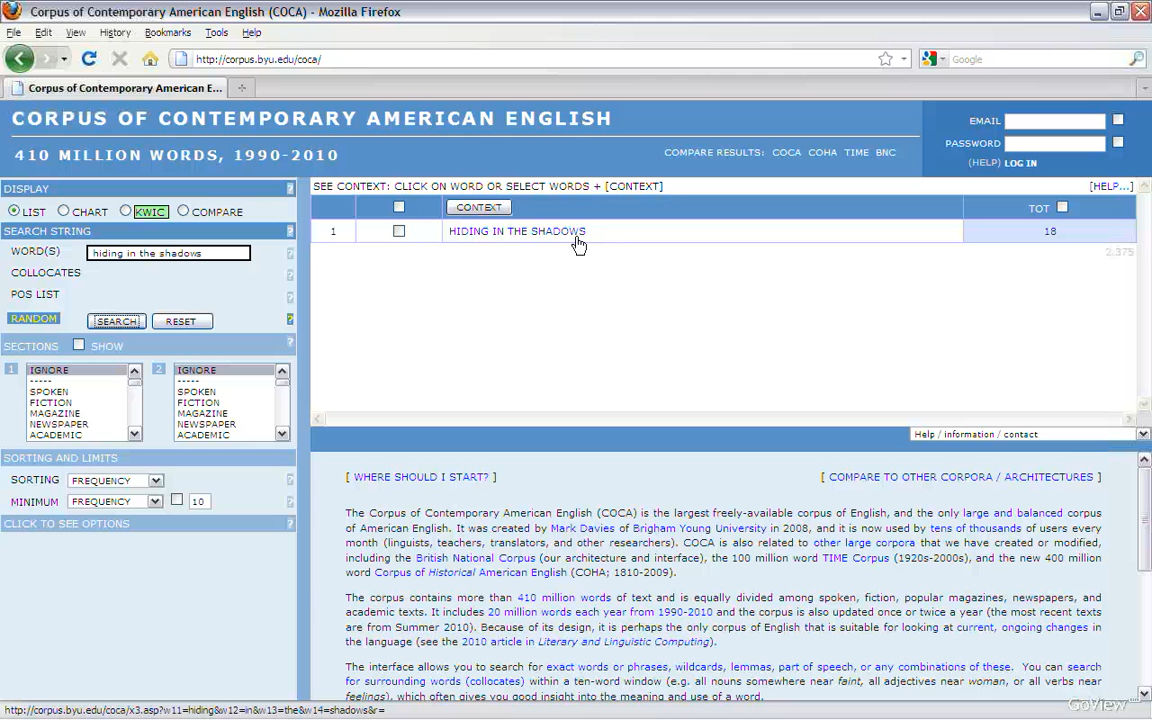 Corpus of Contemporary American English (COCA) - Mozilla Firefox
File Edit View History Bookmarks Tools Help
http://corpus.byu.edu/coca/
Google
Corpus of Contemporary American E...
CORPUS OF CONTEMPORARY AMERICAN ENGLISH
410 MILLION WORDS, 1990-2010
COMPARE RESULTS: COCA COHA TIME BNC
EMAIL
PASSWORD
(HELP) LOG IN
DISPLAY ?
LIST CHART KWIC COMPARE ?
SEARCH STRING ?
WORD(S) hiding in the shadows ?
COLLOCATES ?
POS LIST ?
RANDOM SEARCH RESET ?
SECTIONS SHOW ?
1 IGNORE 2 IGNORE
----- -----
SPOKEN SPOKEN
FICTION FICTION
MAGAZINE MAGAZINE
NEWSPAPER NEWSPAPER
ACADEMIC ACADEMIC
SORTING AND LIMITS ?
SORTING FREQUENCY ?
MINIMUM FREQUENCY 10 ?
CLICK TO SEE OPTIONS ?
SEE CONTEXT: CLICK ON WORD OR SELECT WORDS + [CONTEXT] [HELP...]
CONTEXT TOT
1 HIDING IN THE SHADOWS 18
2.375
Help / information / contact
[ WHERE SHOULD I START? ] [ COMPARE TO OTHER CORPORA / ARCHITECTURES ]
The Corpus of Contemporary American English (COCA) is the largest freely-available corpus of English, and the only large and balanced corpus
of American English. It was created by Mark Davies of Brigham Young University in 2008, and it is now used by tens of thousands of users every
month (linguists, teachers, translators, and other researchers). COCA is also related to other large corpora that we have created or modified,
including the British National Corpus (our architecture and interface), the 100 million word TIME Corpus (1920s-2000s), and the new 400 million
word Corpus of Historical American English (COHA; 1810-2009).
The corpus contains more than 410 million words of text and is equally divided among spoken, fiction, popular magazines, newspapers, and
academic texts. It includes 20 million words each year from 1990-2010 and the corpus is also updated once or twice a year (the most recent texts
are from Summer 2010). Because of its design, it is perhaps the only corpus of English that is suitable for looking at current, ongoing changes in
the language (see the 2010 article in Literary and Linguistic Computing).
The interface allows you to search for exact words or phrases, wildcards, lemmas, part of speech, or any combinations of these. You can search
for surrounding words (collocates) within a ten-word window (e.g. all nouns somewhere near faint, all adjectives near woman, or all verbs near
feelings), which often gives you good insight into the meaning and use of a word.
http://corpus.byu.edu/coca/x3.asp?w11=hiding&w12=in&w13=the&w14=shadows&r=
GoView